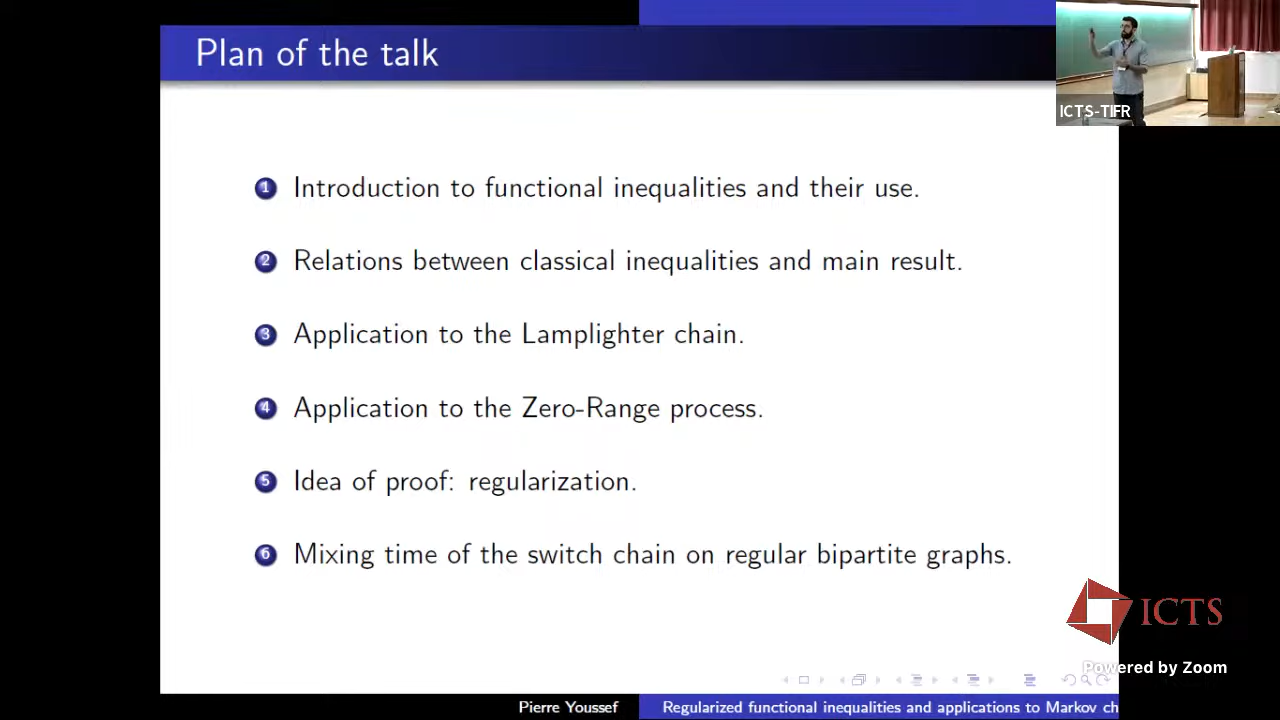 Plan of the talk
ICTS-TIFR
1 Introduction to functional inequalities and their use.
2 Relations between classical inequalities and main result.
3 Application to the Lamplighter chain.
4 Application to the Zero-Range process.
5 Idea of proof: regularization.
6 Mixing time of the switch chain on regular bipartite graphs.
ICTS
Powered by Zoom
Pierre Youssef
Regularized functional inequalities and applications to Markov ch